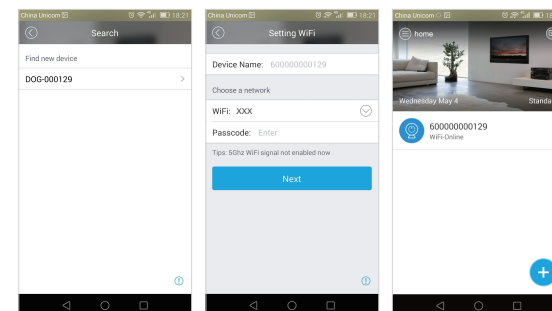 China Unicom 18:21
Search
Find new device
DOG-000129
China Unicom 18:21
Setting WiFi
Device Name: 600000000129
Choose a network
WiFi: XXX
Passcode: Enter
Tips: 5Ghz WiFi signal not enabled now
Next
China Unicom 18
home
Wednesday May 4 Standa
600000000129
WiFi-Online